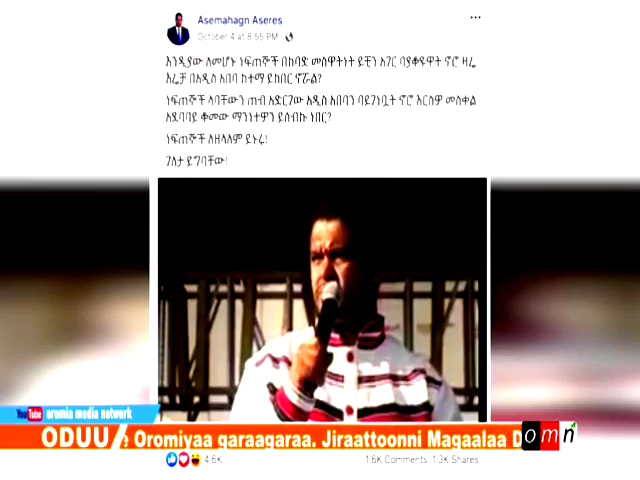 Asemahagn Aseres
October 4 at 8:55 PM
እንዲያው ለመሆኑ ነፍጠኞች በከባድ መስዋትነት ይቺን አገር ባያቆዩዋት ኖሮ ዛሬ
እሬቻ በአዲስ አበባ ከተማ ይከበር ኖሯል?
ነፍጠኞች ላባቸውን ጠብ አድርገው አዲስ አበባን ባይገነቧት ኖሮ እርስዎ መስቀል
አደባባይ ቆመው ማንነተዎን ይሰብኩ ነበር?
ነፍጠኞች ለዘላለም ይኑሩ!
ገለታ ይግባቸው!
YouTube oromia media network
ODUU e Oromiyaa garaagaraa. Jiraattoonni Magaalaa D
omn
4.6K 1.6K Comments 1.3K Shares